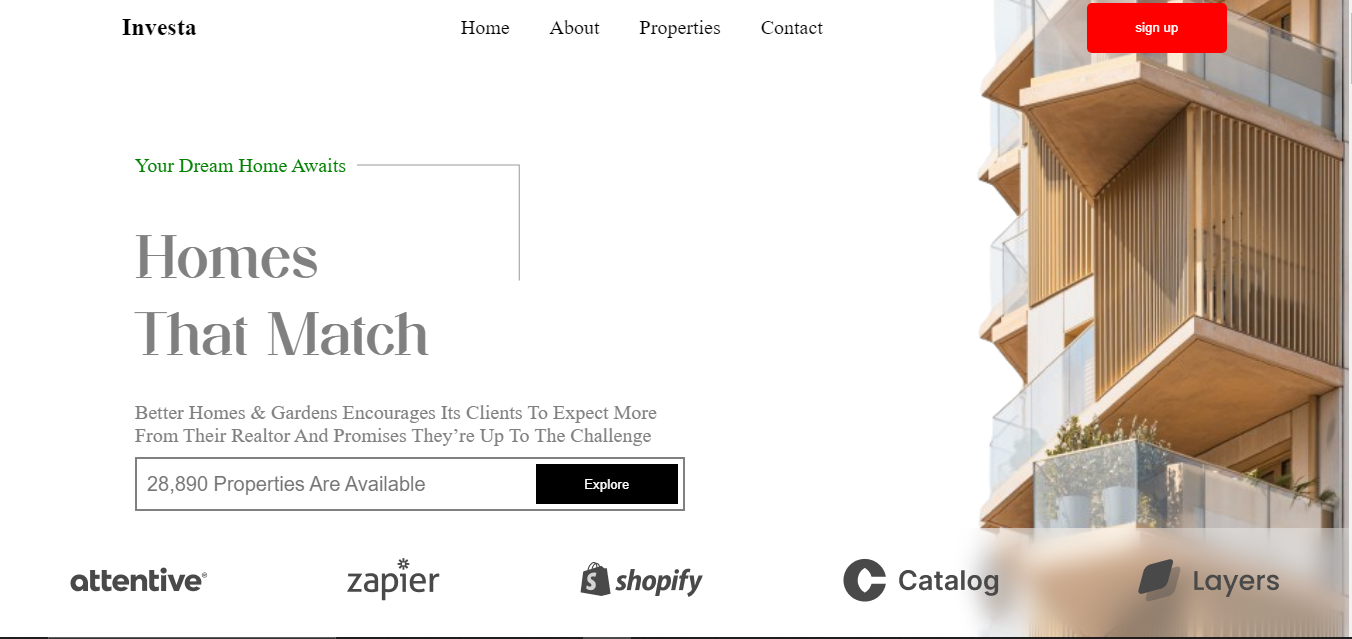 Investa
Home
About
Properties
Contact
sign up
Your Dream Home Awaits
Homes
That Match
Better Homes & Gardens Encourages Its Clients To Expect More
From Their Realtor And Promises They’re Up To The Challenge
28,890 Properties Are Available
Explore
attentive®
zapier
shopify
Catalog
Layers